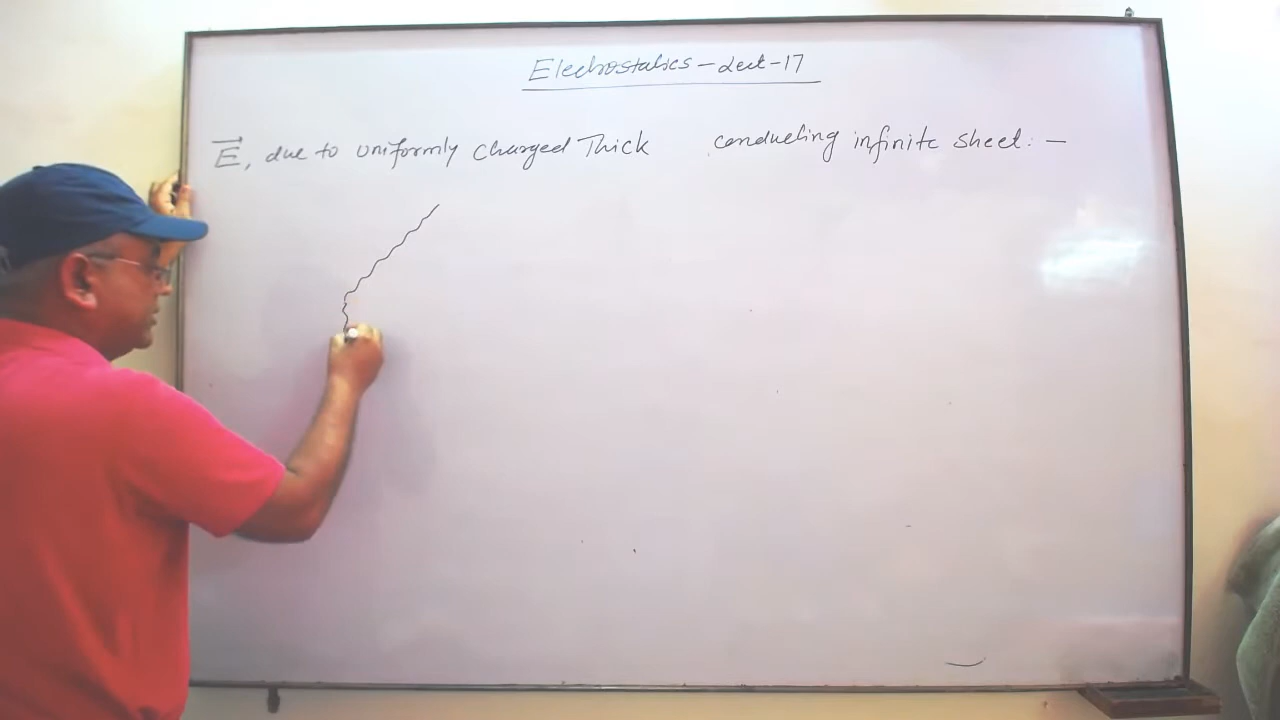 Electrostatics - Lect - 17
E, due to uniformly charged Thick conducting infinite sheet: -